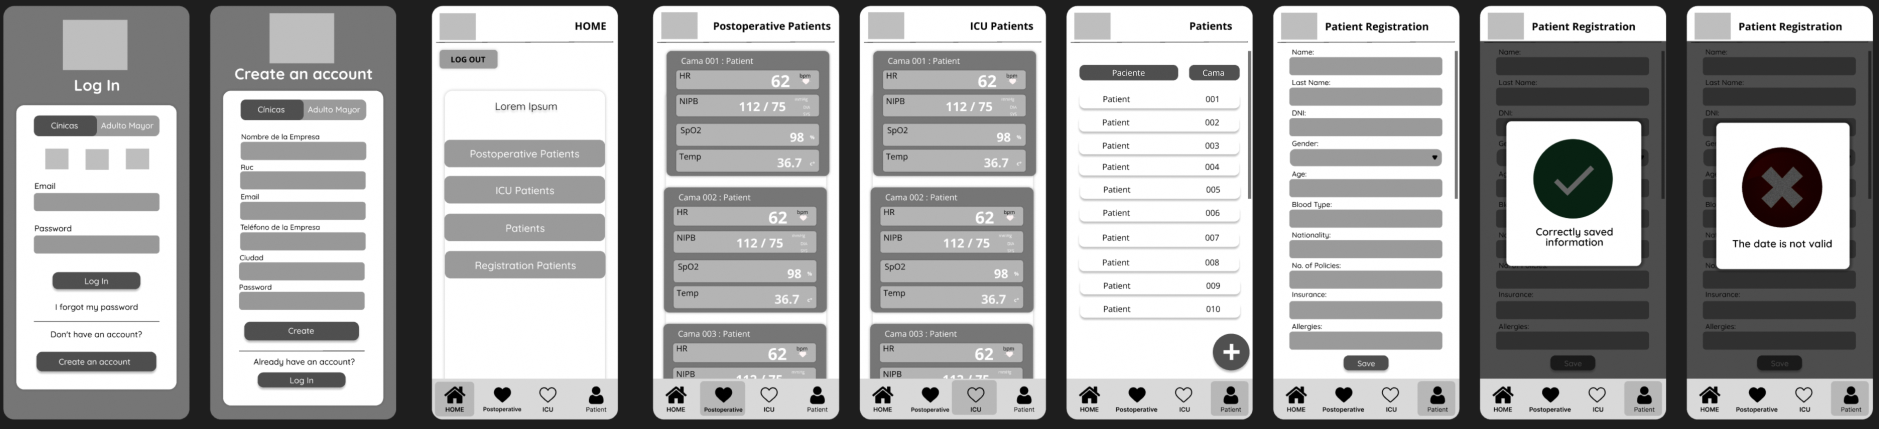 Log In
Cínicas
Adulto Mayor
Email
Password
Log In
I forgot my password
Don't have an account?
Create an account
Create an account
Cínicas
Adulto Mayor
Nombre de la Empresa
Ruc
Email
Teléfono de la Empresa
Ciudad
Password
Create
Already have an account?
Log In
HOME
LOG OUT
Lorem Ipsum
Postoperative Patients
ICU Patients
Patients
Registration Patients
HOME
Postoperative
ICU
Patient
Postoperative Patients
Cama 001 : Patient
HR
62
bpm
NIPB
112 / 75
SpO2
98
%
Temp
36.7
c°
Cama 002 : Patient
HR
62
bpm
NIPB
112 / 75
SpO2
98
%
Temp
36.7
c°
Cama 003 : Patient
HR
62
bpm
NIPB
112 / 75
HOME
Postoperative
ICU
Patient
ICU Patients
Cama 001 : Patient
HR
62
bpm
NIPB
112 / 75
SpO2
98
%
Temp
36.7
c°
Cama 002 : Patient
HR
62
bpm
NIPB
112 / 75
SpO2
98
%
Temp
36.7
c°
Cama 003 : Patient
HR
62
bpm
NIPB
112 / 75
HOME
Postoperative
ICU
Patient
Patients
Paciente
Cama
Patient 001
Patient 002
Patient 003
Patient 004
Patient 005
Patient 006
Patient 007
Patient 008
Patient 009
Patient 010
+
HOME
Postoperative
ICU
Patient
Patient Registration
Name:
Last Name:
DNI:
Gender:
Age:
Blood Type:
Nationality:
No. of Policies:
Insurance:
Allergies:
Save
HOME
Postoperative
ICU
Patient
Patient Registration
Name:
Last Name:
DNI:
Correctly saved
information
Insurance:
Allergies:
Save
HOME
Postoperative
ICU
Patient
Patient Registration
Name:
Last Name:
DNI:
The date is not valid
Insurance:
Allergies:
Save
HOME
Postoperative
ICU
Patient